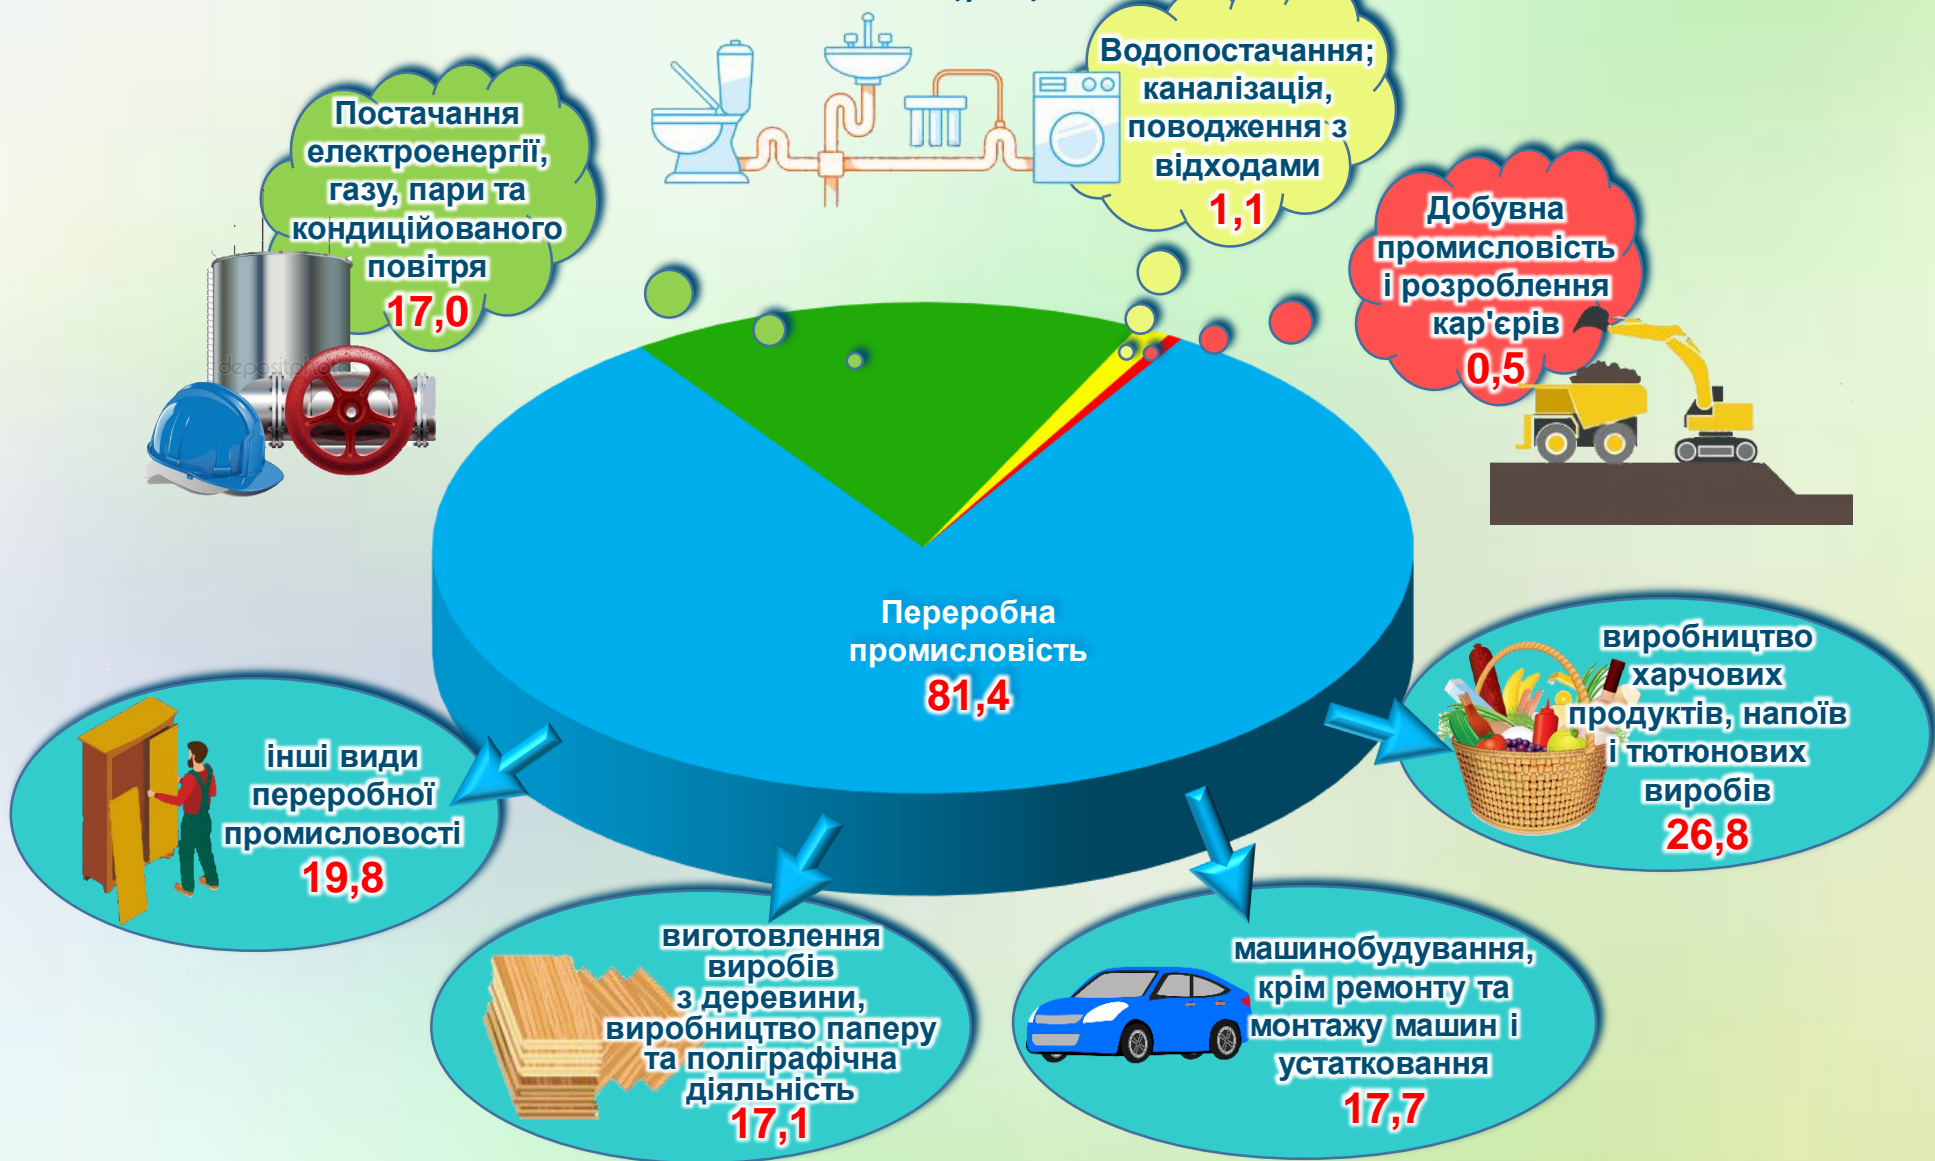 Водопостачання;
каналізація,
поводження з
відходами
1,1
Постачання
електроенергії,
газу, пари та
кондиційованого
повітря
17,0
Добувна
промисловість
і розроблення
кар'єрів
0,5
Переробна
промисловість
81,4
виробництво
харчових
продуктів, напоїв
і тютюнових
виробів
26,8
інші види
переробної
промисловості
19,8
виготовлення
виробів
з деревини,
виробництво паперу
та поліграфічна
діяльність
17,1
машинобудування,
крім ремонту та
монтажу машин і
устатковання
17,7